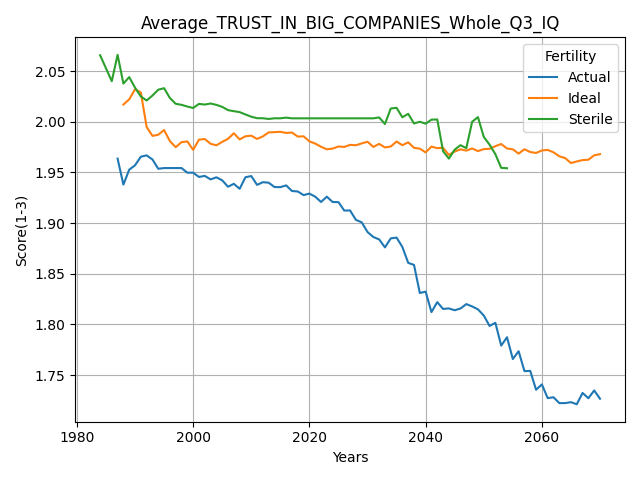 Average_TRUST_IN_BIG_COMPANIES_Whole_Q3_IQ
Fertility
Actual
Ideal
Sterile
Score(1-3)
2.05
2.00
1.95
1.90
1.85
1.80
1.75
1980
2000
2020
2040
2060
Years